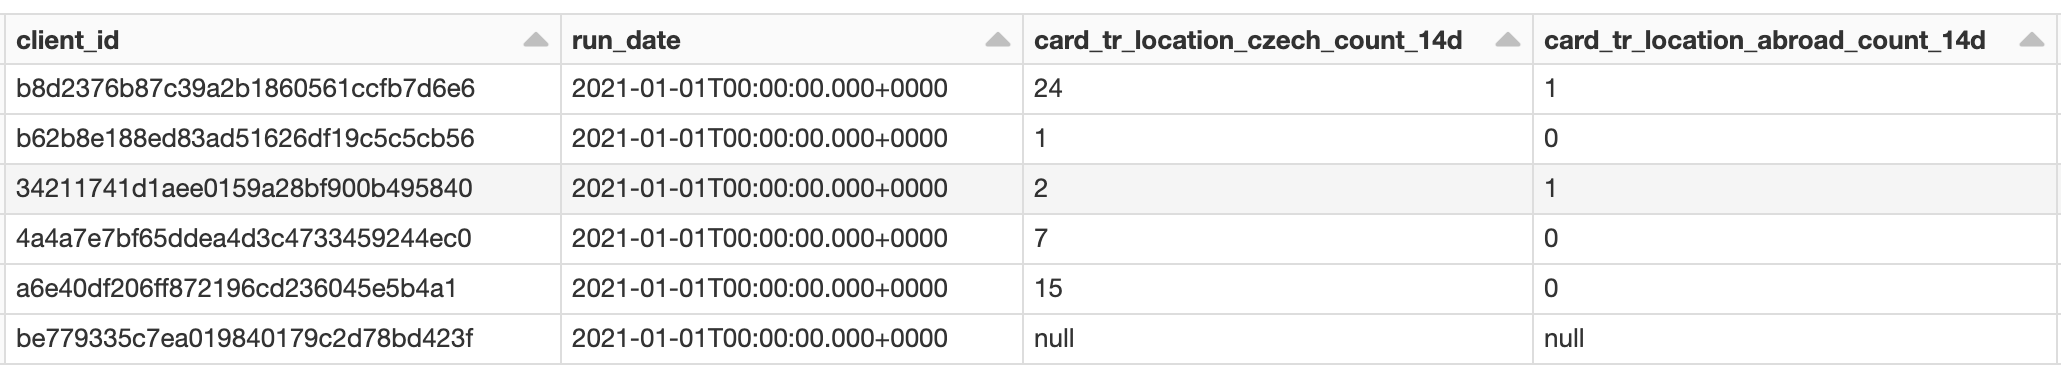 client_id run_date card_tr_location_czech_count_14d card_tr_location_abroad_count_14d
b8d2376b87c39a2b1860561ccfb7d6e6 2021-01-01T00:00:00.000+0000 24 1
b62b8e188ed83ad51626df19c5c5cb56 2021-01-01T00:00:00.000+0000 1 0
34211741d1aee0159a28bf900b495840 2021-01-01T00:00:00.000+0000 2 1
4a4a7e7bf65ddea4d3c4733459244ec0 2021-01-01T00:00:00.000+0000 7 0
a6e40df206ff872196cd236045e5b4a1 2021-01-01T00:00:00.000+0000 15 0
be779335c7ea019840179c2d78bd423f 2021-01-01T00:00:00.000+0000 null null